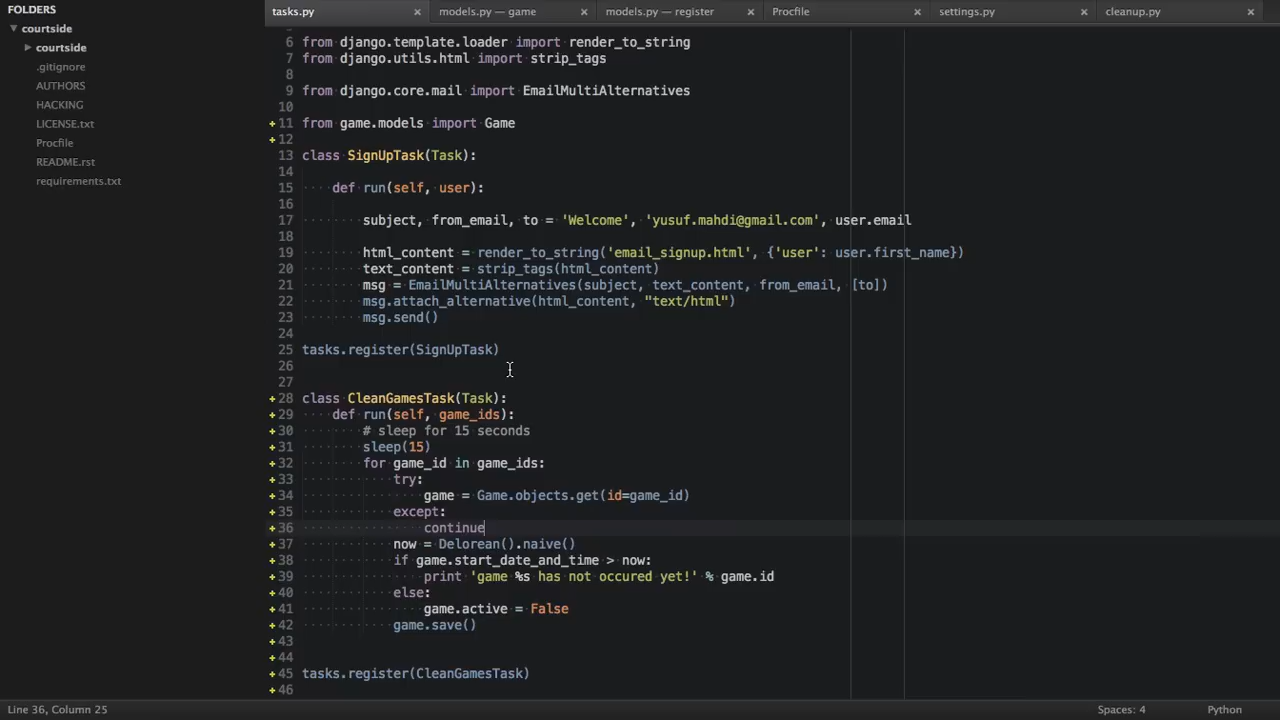 FOLDERS
courtside
courtside
.gitignore
AUTHORS
HACKING
LICENSE.txt
Procfile
README.rst
requirements.txt
tasks.py
models.py — game
models.py — register
Procfile
settings.py
cleanup.py
6 from django.template.loader import render_to_string
7 from django.utils.html import strip_tags
8
9 from django.core.mail import EmailMultiAlternatives
10
11 from game.models import Game
12
13 class SignUpTask(Task):
14
15 def run(self, user):
16
17 subject, from_email, to = 'Welcome', 'yusuf.mahdi@gmail.com', user.email
18
19 html_content = render_to_string('email_signup.html', {'user': user.first_name})
20 text_content = strip_tags(html_content)
21 msg = EmailMultiAlternatives(subject, text_content, from_email, [to])
22 msg.attach_alternative(html_content, "text/html")
23 msg.send()
24
25 tasks.register(SignUpTask)
26
27
28 class CleanGamesTask(Task):
29 def run(self, game_ids):
30 # sleep for 15 seconds
31 sleep(15)
32 for game_id in game_ids:
33 try:
34 game = Game.objects.get(id=game_id)
35 except:
36 continue
37 now = Delorean().naive()
38 if game.start_date_and_time > now:
39 print 'game %s has not occured yet!' % game.id
40 else:
41 game.active = False
42 game.save()
43
44
45 tasks.register(CleanGamesTask)
46
Line 36, Column 25
Spaces: 4
Python